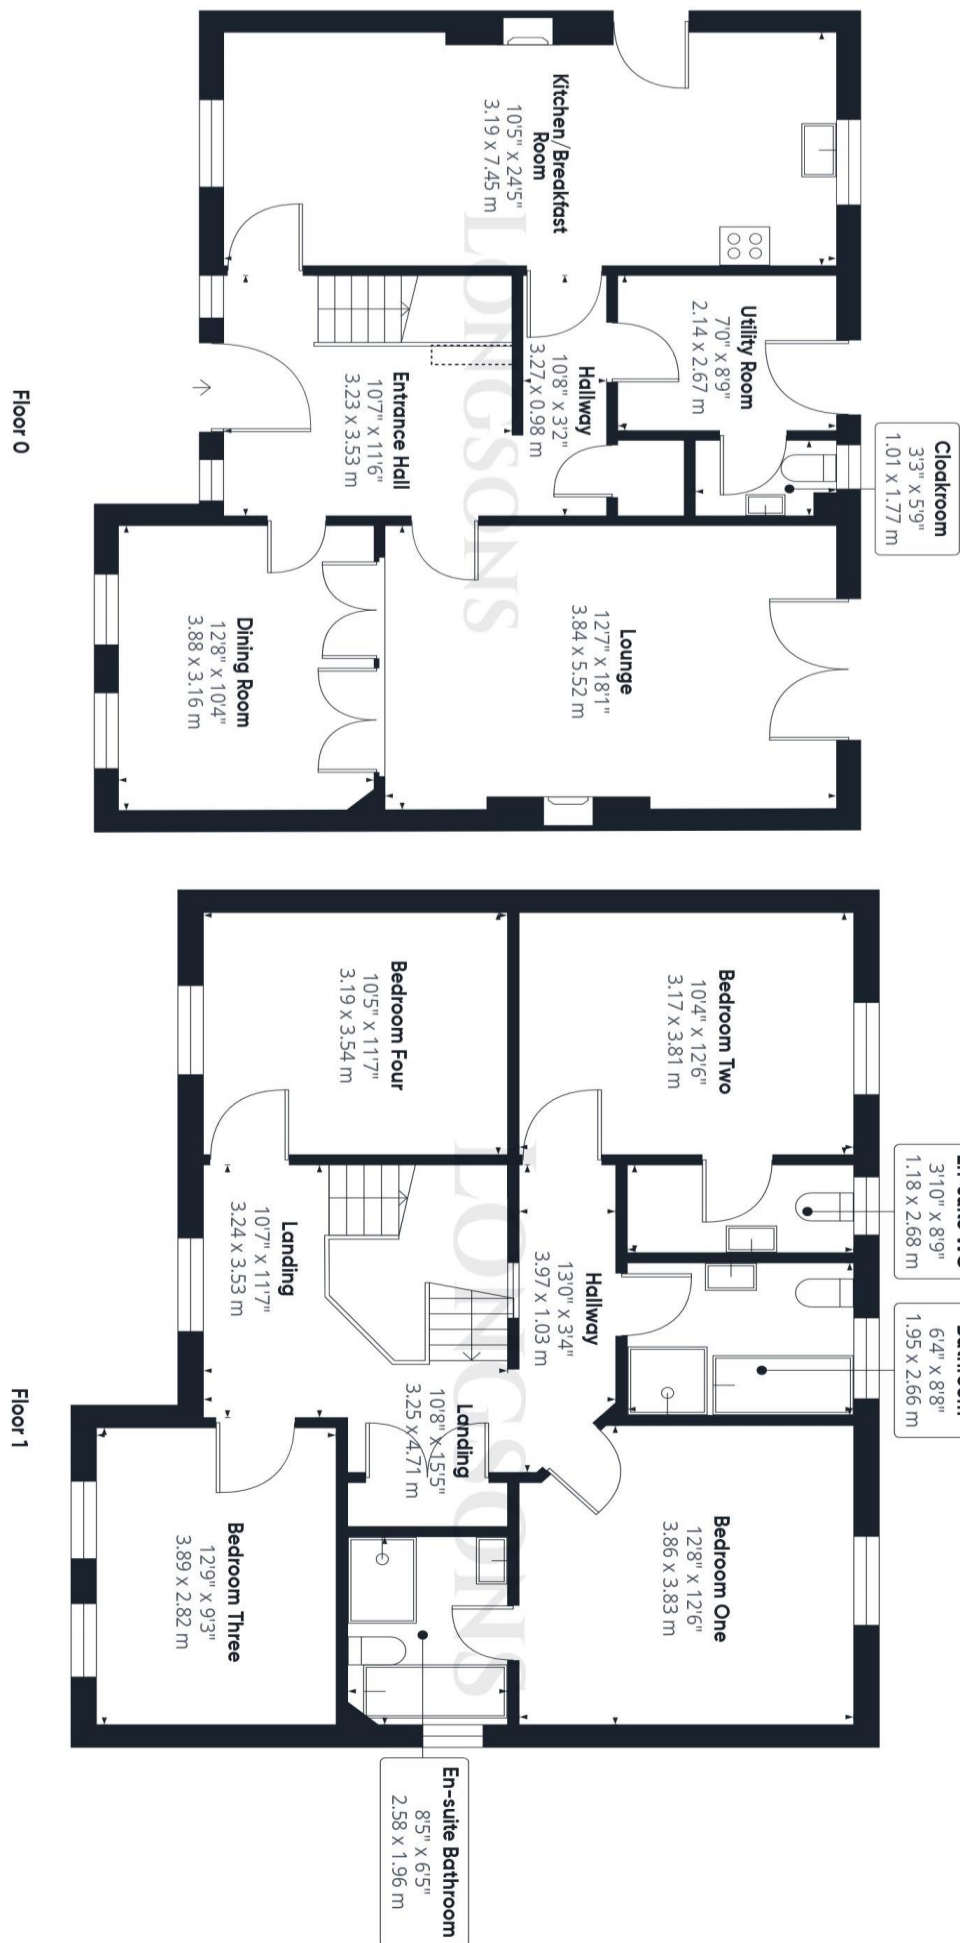 Kitchen/Breakfast
Room
10'5" x 24'5"
3.19 x 7.45 m
Utility Room
7'0" x 8'9"
2.14 x 2.67 m
Cloakroom
3'3" x 5'9"
1.01 x 1.77 m
Hallway
10'8" x 3'2"
3.27 x 0.98 m
Entrance Hall
10'7" x 11'6"
3.23 x 3.53 m
Lounge
12'7" x 18'1"
3.84 x 5.52 m
Dining Room
12'8" x 10'4"
3.88 x 3.16 m
LONGSONS
Floor 0
Bedroom Two
10'4" x 12'6"
3.17 x 3.81 m
Bedroom Four
10'5" x 11'7"
3.19 x 3.54 m
En-suite WC
3'10" x 8'9"
1.18 x 2.68 m
Bathroom
6'4" x 8'8"
1.95 x 2.66 m
Hallway
13'0" x 3'4"
3.97 x 1.03 m
Landing
10'7" x 11'7"
3.24 x 3.53 m
Landing
10'8" x 15'5"
3.25 x 4.71 m
Bedroom One
12'8" x 12'6"
3.86 x 3.83 m
Bedroom Three
12'9" x 9'3"
3.89 x 2.82 m
En-suite Bathroom
8'5" x 6'5"
2.58 x 1.96 m
LONGSONS
Floor 1